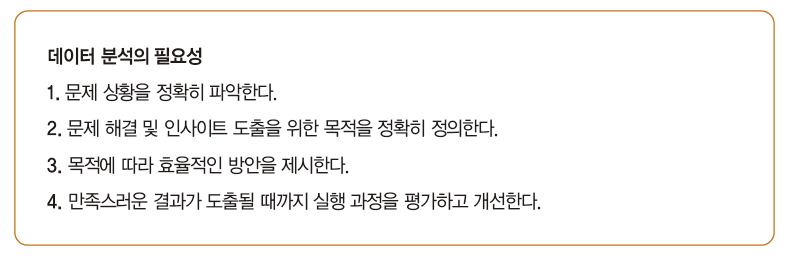 데이터 분석의 필요성
1. 문제 상황을 정확히 파악한다.
2. 문제 해결 및 인사이트 도출을 위한 목적을 정확히 정의한다.
3. 목적에 따라 효율적인 방안을 제시한다.
4. 만족스러운 결과가 도출될 때까지 실행 과정을 평가하고 개선한다.